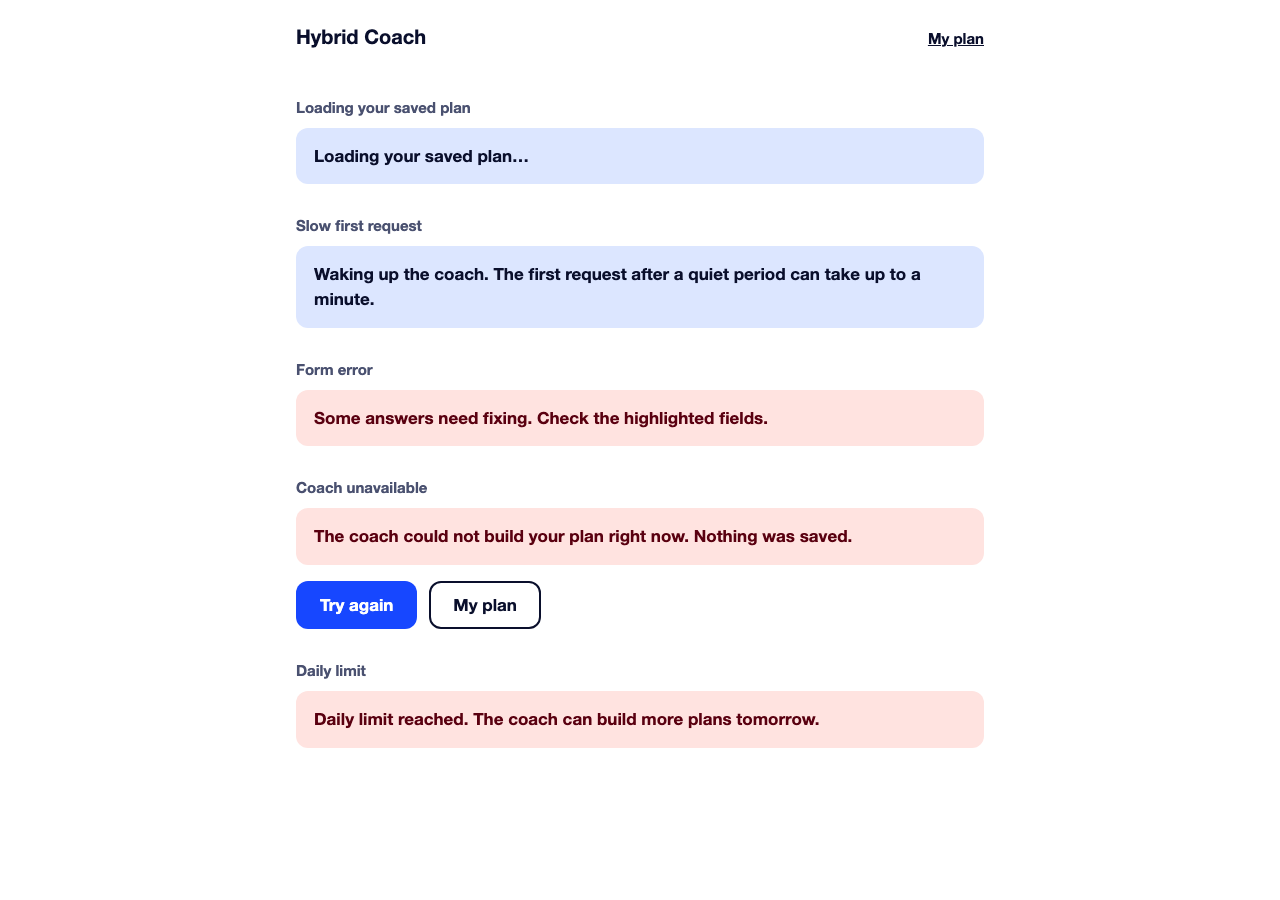 Hybrid Coach
My plan
Loading your saved plan
Loading your saved plan…
Slow first request
Waking up the coach. The first request after a quiet period can take up to a
minute.
Form error
Some answers need fixing. Check the highlighted fields.
Coach unavailable
The coach could not build your plan right now. Nothing was saved.
Try again
My plan
Daily limit
Daily limit reached. The coach can build more plans tomorrow.